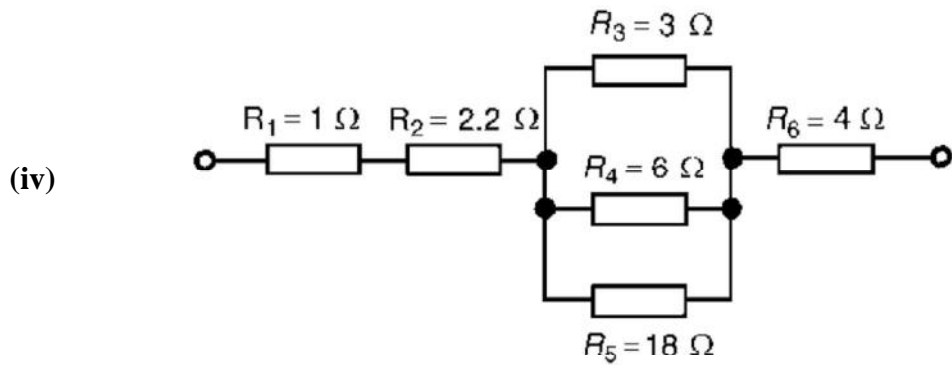 R₃ = 3 Ω
R₁ = 1 Ω R₂ = 2.2 Ω R₆ = 4 Ω
(iv) R₄ = 6 Ω
R₅ = 18 Ω